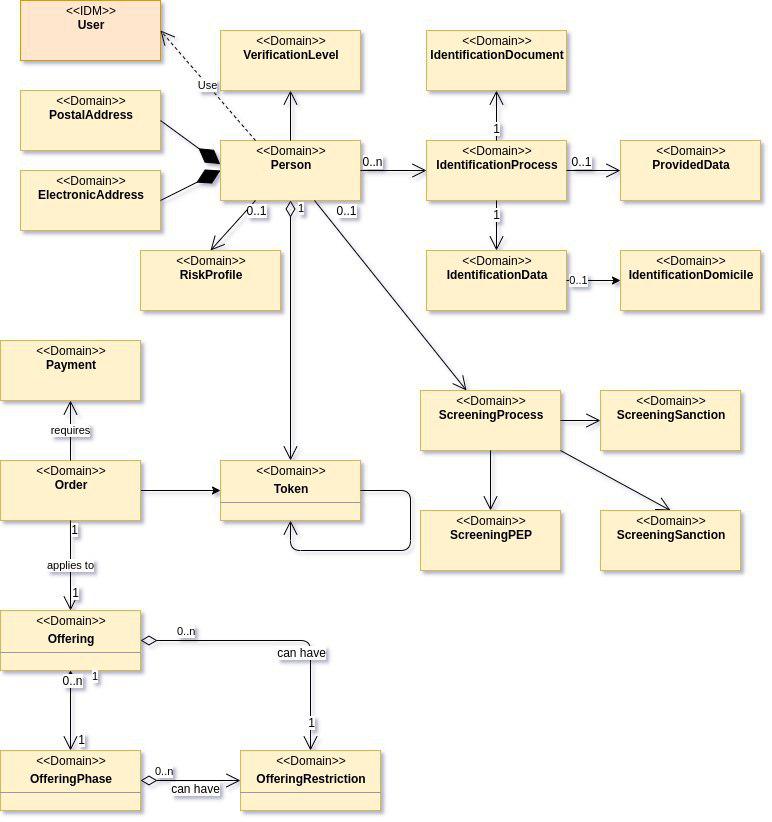 <<IDM>>
User
<<Domain>>
VerificationLevel
<<Domain>>
IdentificationDocument
Use
<<Domain>>
PostalAddress
1
<<Domain>>
Person
0..n
<<Domain>>
IdentificationProcess
0..1
<<Domain>>
ProvidedData
<<Domain>>
ElectronicAddress
0..1
1
0..1
1
<<Domain>>
RiskProfile
<<Domain>>
IdentificationData
0..1
<<Domain>>
IdentificationDomicile
<<Domain>>
Payment
requires
<<Domain>>
ScreeningProcess
<<Domain>>
ScreeningSanction
<<Domain>>
Order
<<Domain>>
Token
<<Domain>>
ScreeningPEP
<<Domain>>
ScreeningSanction
1
applies to
1
<<Domain>>
Offering
0..n
can have
0..n
1
1
1
<<Domain>>
OfferingPhase
0..n
can have
<<Domain>>
OfferingRestriction